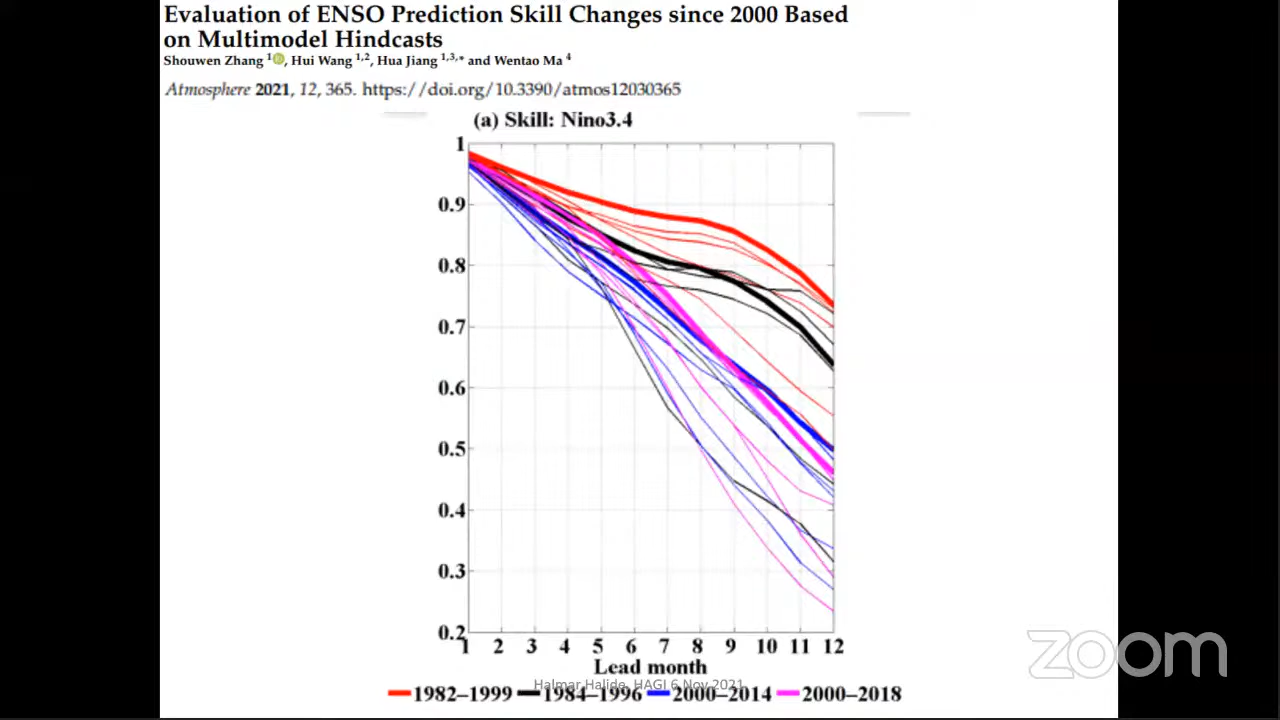 Evaluation of ENSO Prediction Skill Changes since 2000 Based
on Multimodel Hindcasts
Shouwen Zhang 1, Hui Wang 1,2, Hua Jiang 1,3,* and Wentao Ma 4
Atmosphere 2021, 12, 365. https://doi.org/10.3390/atmos12030365
(a) Skill: Nino3.4
1
0.9
0.8
0.7
0.6
0.5
0.4
0.3
0.2
1 2 3 4 5 6 7 8 9 10 11 12
Lead month
Halmar Halide, HAGI 6 Nov 2021
1982–1999 1984–1996 2000–2014 2000–2018
zoom